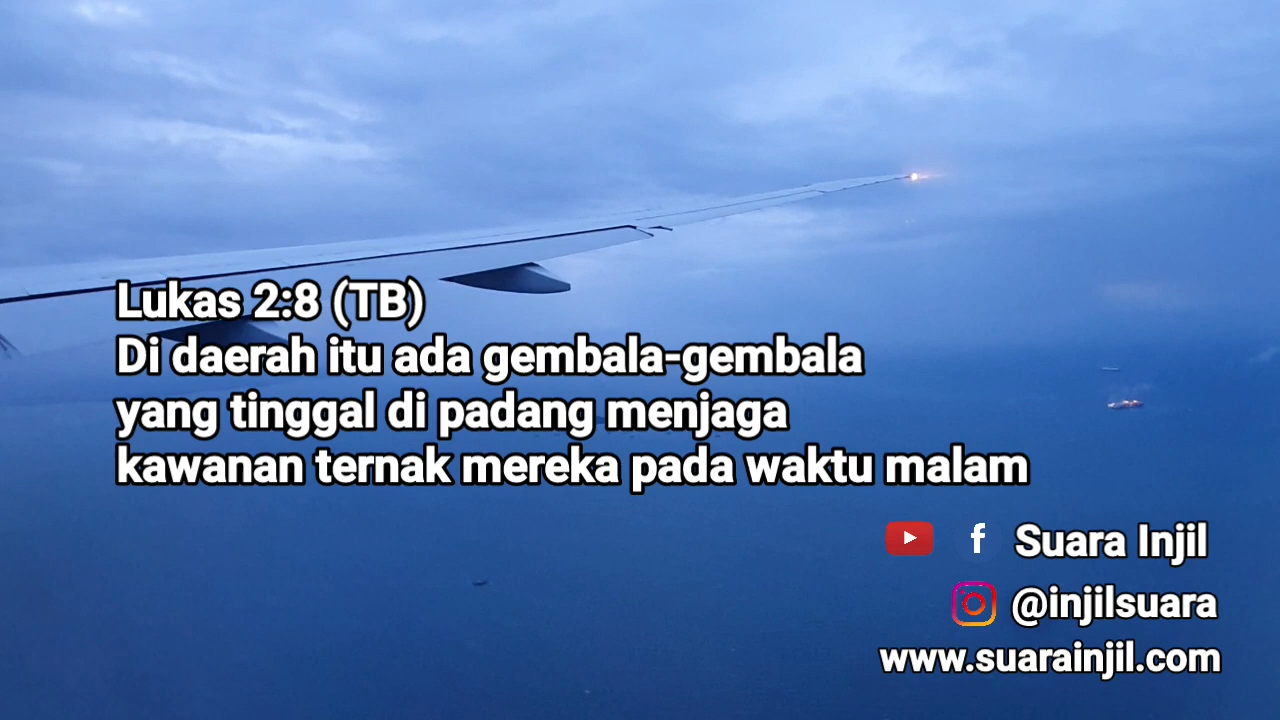 Lukas 2:8 (TB)
Di daerah itu ada gembala-gembala
yang tinggal di padang menjaga
kawanan ternak mereka pada waktu malam
Suara Injil
@injilsuara
www.suarainjil.com